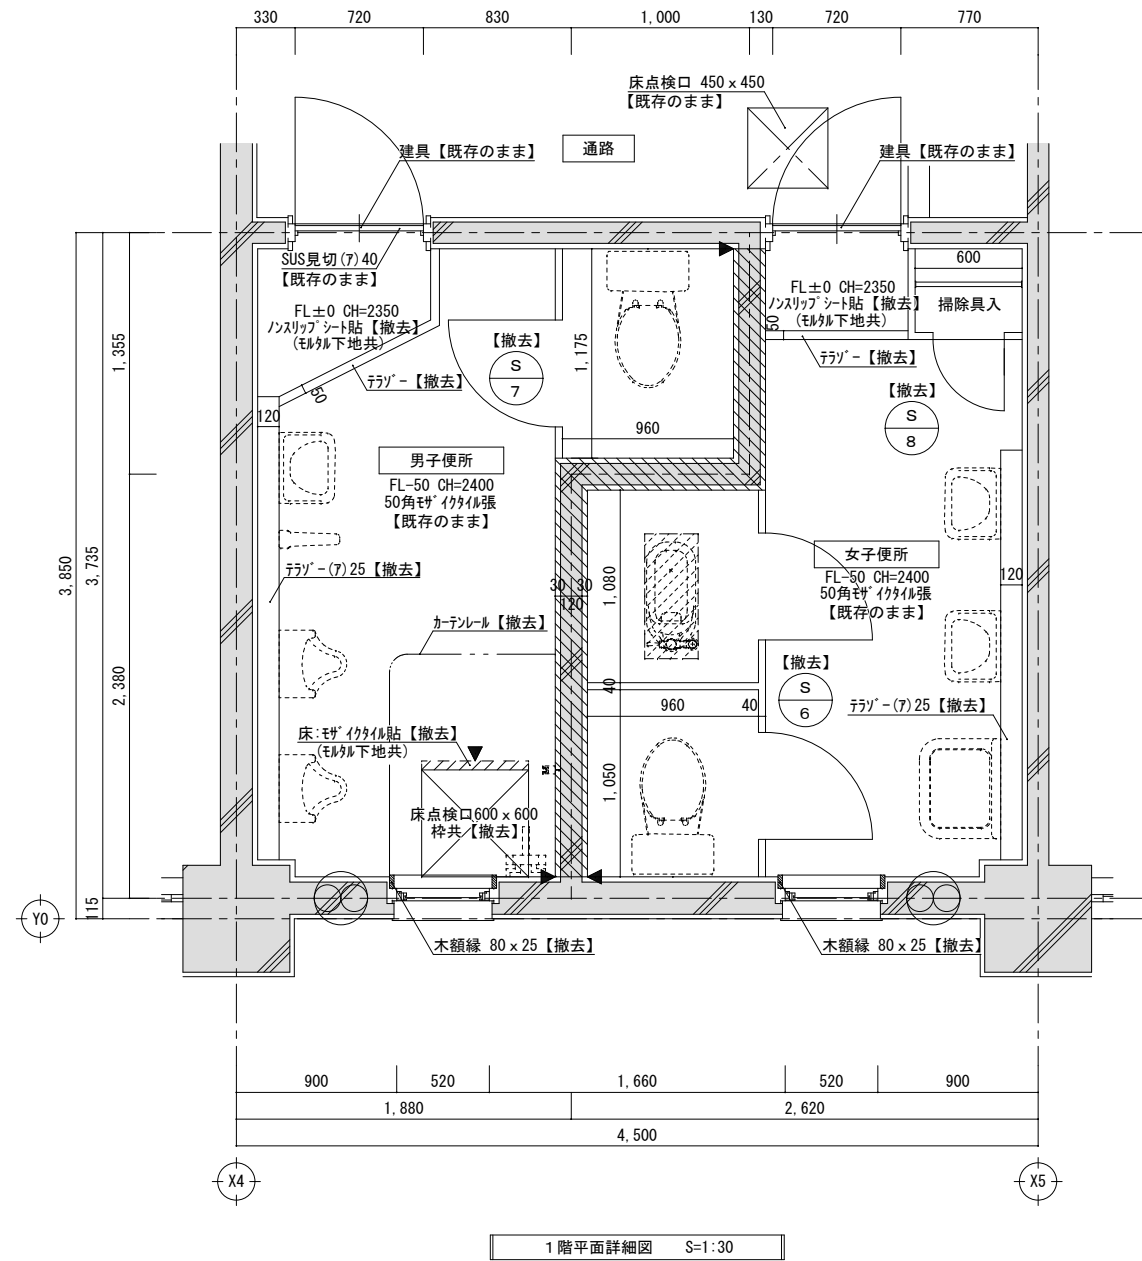 330
720
830
1,000
130
720
770
床点検口 450x450
【既存のまま】
通路
建具【既存のまま】
建具【既存のまま】
SUS見切(ア)40
【既存のまま】
FL±0 CH=2350
ノンスリップシート貼【撤去】
(モルタル下地共)
テラゾー【撤去】
50
120
【撤去】
S
7
1,175
960
FL±0 CH=2350
ノンスリップシート貼【撤去】
(モルタル下地共)
50
テラゾー【撤去】
600
掃除具入
【撤去】
S
8
1,355
3,850
3,735
2,380
115
男子便所
FL-50 CH=2400
50角モザイクタイル張
【既存のまま】
テラゾー(ア)25【撤去】
カーテンレール【撤去】
30
30
120
1,080
女子便所
FL-50 CH=2400
50角モザイクタイル張
【既存のまま】
120
【撤去】
S
6
テラゾー(ア)25【撤去】
40
960
40
1,050
床:モザイクタイル貼【撤去】
(モルタル下地共)
床点検口600x600
枠共【撤去】
Y0
木額縁 80x25【撤去】
木額縁 80x25【撤去】
900
520
1,660
520
900
1,880
2,620
4,500
X4
X5
1階平面詳細図 S=1:30